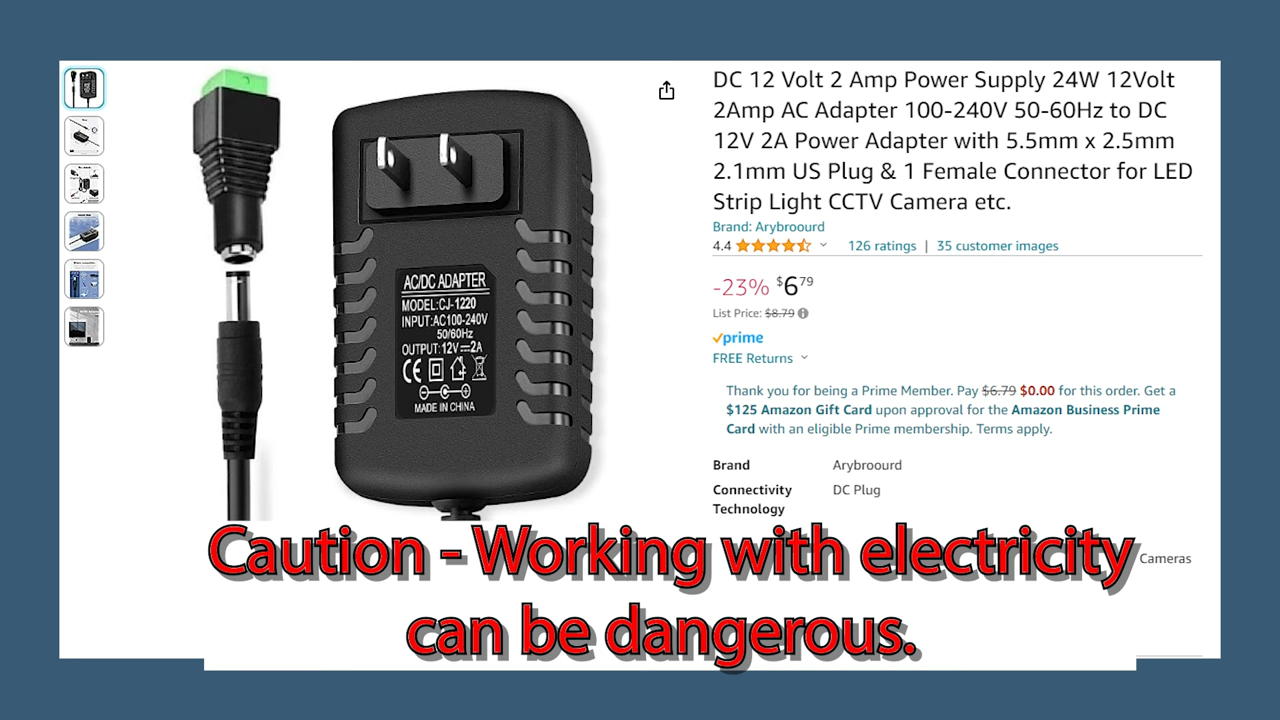 DC 12 Volt 2 Amp Power Supply 24W 12Volt
2Amp AC Adapter 100-240V 50-60Hz to DC
12V 2A Power Adapter with 5.5mm x 2.5mm
2.1mm US Plug & 1 Female Connector for LED
Strip Light CCTV Camera etc.
Brand: Arybroourd
4.4
126 ratings | 35 customer images
-23% $6 79
List Price: $8.79
prime
FREE Returns
Thank you for being a Prime Member. Pay $6.79 $0.00 for this order. Get a
$125 Amazon Gift Card upon approval for the Amazon Business Prime
Card with an eligible Prime membership. Terms apply.
Brand Arybroourd
Connectivity DC Plug
Technology
Cameras
AC/DC ADAPTER
MODEL:CJ-1220
INPUT:AC100-240V
50/60Hz
OUTPUT:12V⎓2A
CE
MADE IN CHINA
Caution - Working with electricity
can be dangerous.